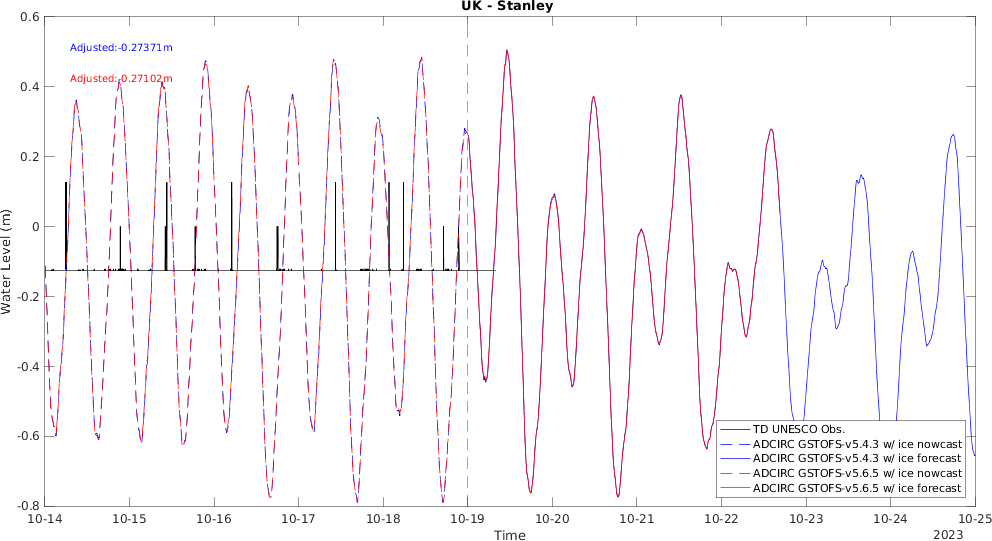 UK - Stanley
Adjusted:-0.27371m
Adjusted:-0.27102m
Water Level (m)
0.6
0.4
0.2
0
-0.2
-0.4
-0.6
-0.8
TD UNESCO Obs.
ADCIRC GSTOFS-v5.4.3 w/ ice nowcast
ADCIRC GSTOFS-v5.4.3 w/ ice forecast
ADCIRC GSTOFS-v5.6.5 w/ ice nowcast
ADCIRC GSTOFS-v5.6.5 w/ ice forecast
10-14 10-15 10-16 10-17 10-18 10-19 10-20 10-21 10-22 10-23 10-24 10-25
Time
2023